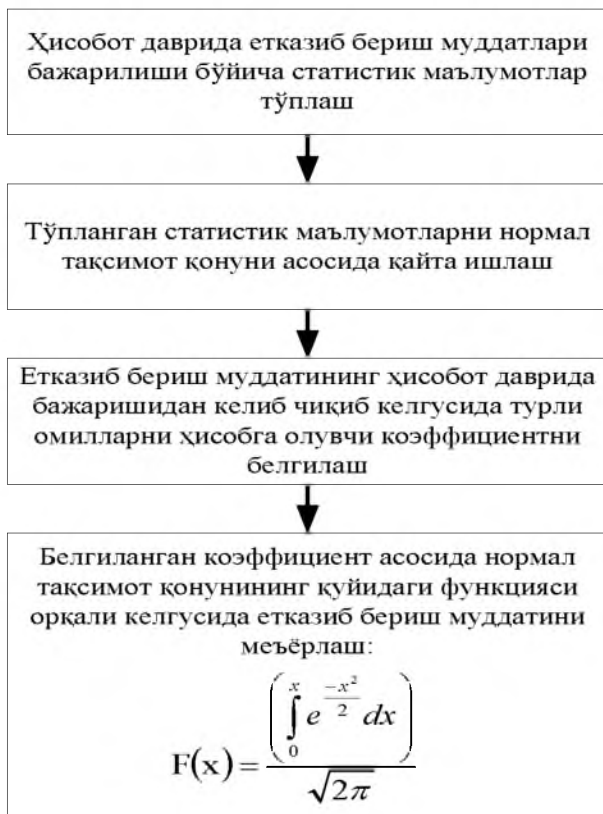 Ҳисобот даврида етказиб бериш муддатлари
бажарилиши бўйича статистик маълумотлар
тўплаш
Тўпланган статистик маълумотларни нормал
тақсимот қонуни асосида қайта ишлаш
Етказиб бериш муддатининг ҳисобот даврида
бажаришидан келиб чиқиб келгусида турли
омилларни ҳисобга олувчи коэффициентни
белгилаш
Белгиланган коэффициент асосида нормал
тақсимот қонунининг қуйидаги функцияси
орқали келгусида етказиб бериш муддатини
меъёрлаш:
F(x) = (∫₀ˣ e^(-x²/2) dx) / √2π